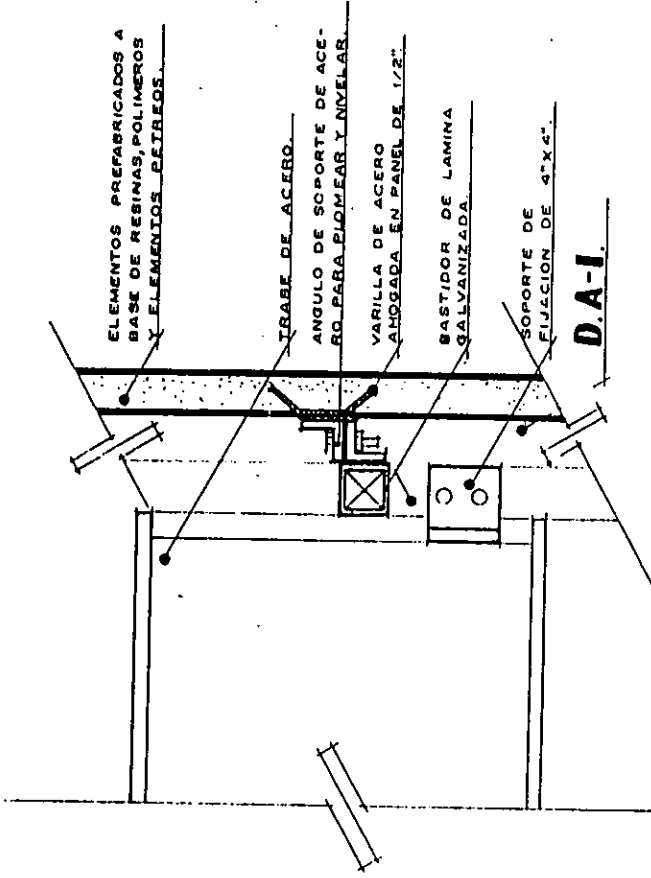 ELEMENTOS PREFABRICADOS A
BASE DE RESINAS, POLIMEROS
Y ELEMENTOS PETREOS.
TRABE DE ACERO.
ANGULO DE SOPORTE DE ACE-
RO PARA PLOMEAR Y NIVELAR.
VARILLA DE ACERO
AHOGADA EN PANEL DE 1/2"
BASTIDOR DE LAMINA
GALVANIZADA.
SOPORTE DE
FIJACION DE 4"X4".
D.A-1.